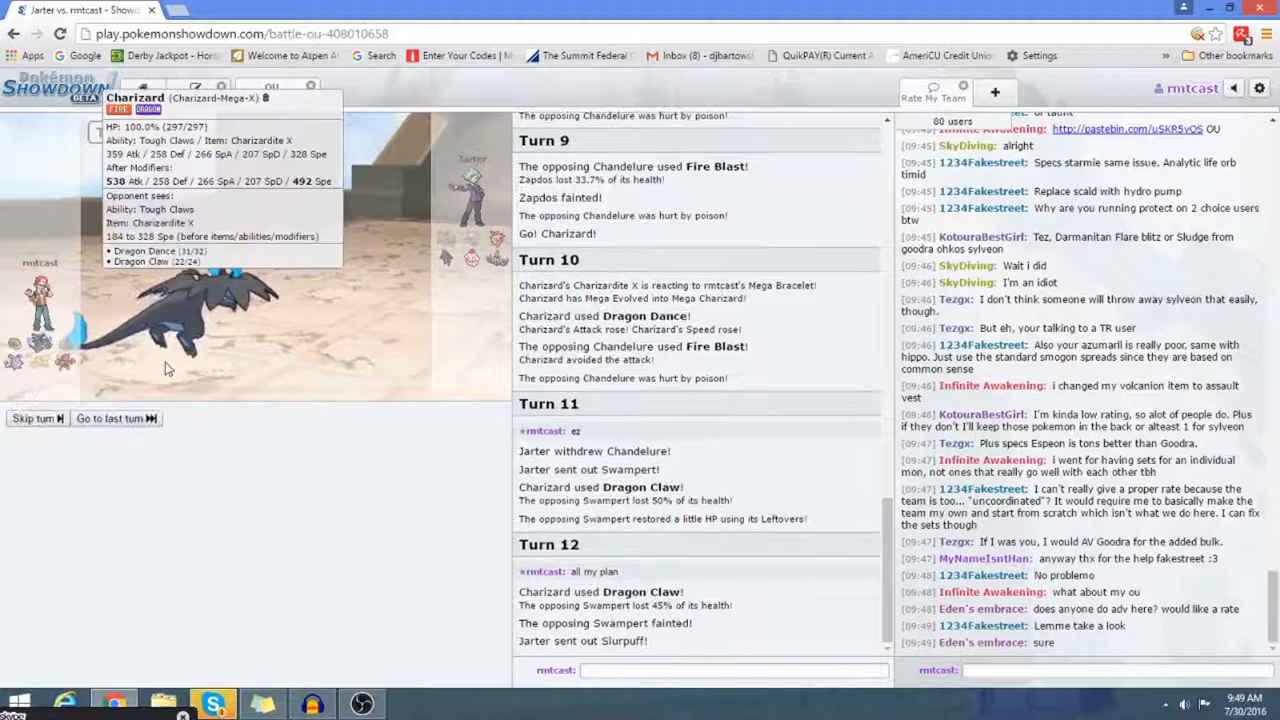 Jarter vs. rmtcast - Show
play.pokemonshowdown.com/battle-ou-408010658
Apps Google Derby Jackpot - Hors Welcome to Aspen A Search Enter Your Codes | The Summit Federal Inbox (8) - djbartows QuikPAY(R) Current A AmeriCU Credit Unio Settings » Other bookmarks
Pokémon
Showdown
BETA
OU
Rate My Team
rmtcast
80 users
Charizard (Charizard-Mega-X)
FIRE DRAGON
HP: 100.0% (297/297)
Ability: Tough Claws / Item: Charizardite X
359 Atk / 258 Def / 266 SpA / 207 SpD / 328 Spe
After Modifiers:
538 Atk / 258 Def / 266 SpA / 207 SpD / 492 Spe
Opponent sees:
Ability: Tough Claws
Item: Charizardite X
184 to 328 Spe (before items/abilities/modifiers)
• Dragon Dance (31/32)
• Dragon Claw (22/24)
Jarter
rmtcast
Skip turn
Go to last turn
The opposing Chandelure was hurt by poison!
Turn 9
The opposing Chandelure used Fire Blast!
Zapdos lost 33.7% of its health!
Zapdos fainted!
The opposing Chandelure was hurt by poison!
Go! Charizard!
Turn 10
Charizard's Charizardite X is reacting to rmtcast's Mega Bracelet!
Charizard has Mega Evolved into Mega Charizard!
Charizard used Dragon Dance!
Charizard's Attack rose! Charizard's Speed rose!
The opposing Chandelure used Fire Blast!
Charizard avoided the attack!
The opposing Chandelure was hurt by poison!
Turn 11
*rmtcast: ez
Jarter withdrew Chandelure!
Jarter sent out Swampert!
Charizard used Dragon Claw!
The opposing Swampert lost 50% of its health!
The opposing Swampert restored a little HP using its Leftovers!
Turn 12
*rmtcast: all my plan
Charizard used Dragon Claw!
The opposing Swampert lost 45% of its health!
The opposing Swampert fainted!
Jarter sent out Slurpuff!
rmtcast:
or taunt
[09:45] Infinite Awakening: http://pastebin.com/uSKR5vQS OU
[09:45] SkyDiving: alright
[09:45] 1234Fakestreet: Specs starmie same issue. Analytic life orb
timid
[09:45] 1234Fakestreet: Replace scald with hydro pump
[09:45] 1234Fakestreet: Why are you running protect on 2 choice users
btw
[09:45] KotouraBestGirl: Tez, Darmanitan Flare blitz or Sludge from
goodra ohkos sylveon
[09:46] SkyDiving: Wait i did
[09:46] SkyDiving: I'm an idiot
[09:46] Tezgx: I don't think someone will throw away sylveon that easily,
though.
[09:46] Tezgx: But eh, your talking to a TR user
[09:46] 1234Fakestreet: Also your azumaril is really poor, same with
hippo. Just use the standard smogon spreads since they are based on
common sense
[09:46] Infinite Awakening: i changed my volcanion item to assault
vest
[09:46] KotouraBestGirl: I'm kinda low rating, so alot of people do. Plus
if they don't I'll keep those pokemon in the back or alteast 1 for sylveon
[09:47] Tezgx: Plus specs Espeon is tons better than Goodra.
[09:47] Infinite Awakening: i went for having sets for an individual
mon, not ones that really go well with each other tbh
[09:47] 1234Fakestreet: I can't really give a proper rate because the
team is too... "uncoordinated"? It would require me to basically make the
team my own and start from scratch which isn't what we do here. I can fix
the sets though
[09:47] Tezgx: If I was you, I would AV Goodra for the added bulk.
[09:47] MyNameIsntHan: anyway thx for the help fakestreet :3
[09:48] 1234Fakestreet: No problemo
[09:48] Infinite Awakening: what about my ou
[09:48] Eden's embrace: does anyone do adv here? would like a rate
[09:49] 1234Fakestreet: Lemme take a look
[09:49] Eden's embrace: sure
rmtcast:
skype
9:49 AM
7/30/2016